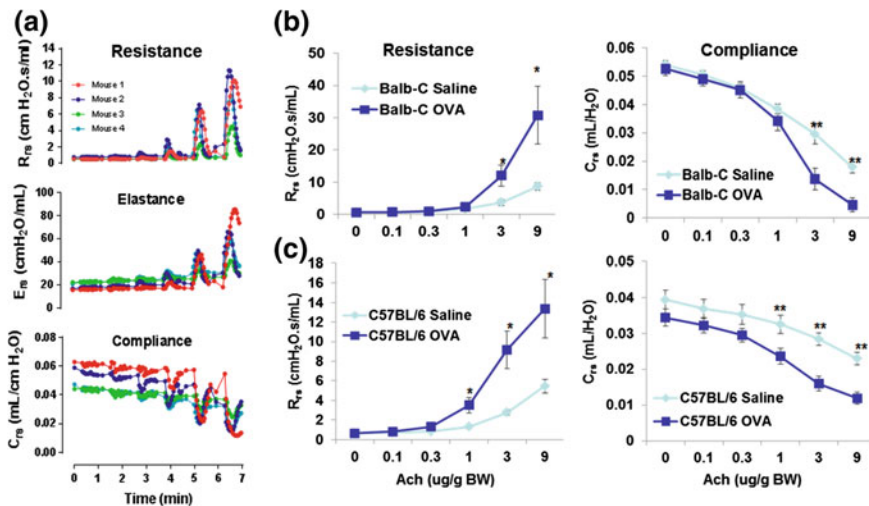 (a)
Resistance
14
12
10
8
6
4
2
0
Rrs (cm H2O.s/ml)
Mouse 1
Mouse 2
Mouse 3
Mouse 4
Elastance
100
80
60
40
20
0
Ers (cmH2O/mL)
Compliance
0.08
0.06
0.04
0.02
0.00
Crs (mL/cm H2O)
0 1 2 3 4 5 6 7
Time (min)
(b)
Resistance
50
40
30
20
10
0
Rrs (cmH2O.s/mL)
Balb-C Saline
Balb-C OVA
*
*
0 0.1 0.3 1 3 9
Compliance
0.06
0.05
0.04
0.03
0.02
0.01
0
Crs (mL/H2O)
**
**
Balb-C Saline
Balb-C OVA
0 0.1 0.3 1 3 9
(c)
18
16
14
12
10
8
6
4
2
0
Rrs (cmH2O.s/mL)
C57BL/6 Saline
C57BL/6 OVA
*
*
*
0 0.1 0.3 1 3 9
Ach (ug/g BW)
0.05
0.04
0.03
0.02
0.01
0
Crs (mL/H2O)
**
**
**
C57BL/6 Saline
C57BL/6 OVA
0 0.1 0.3 1 3 9
Ach (ug/g BW)